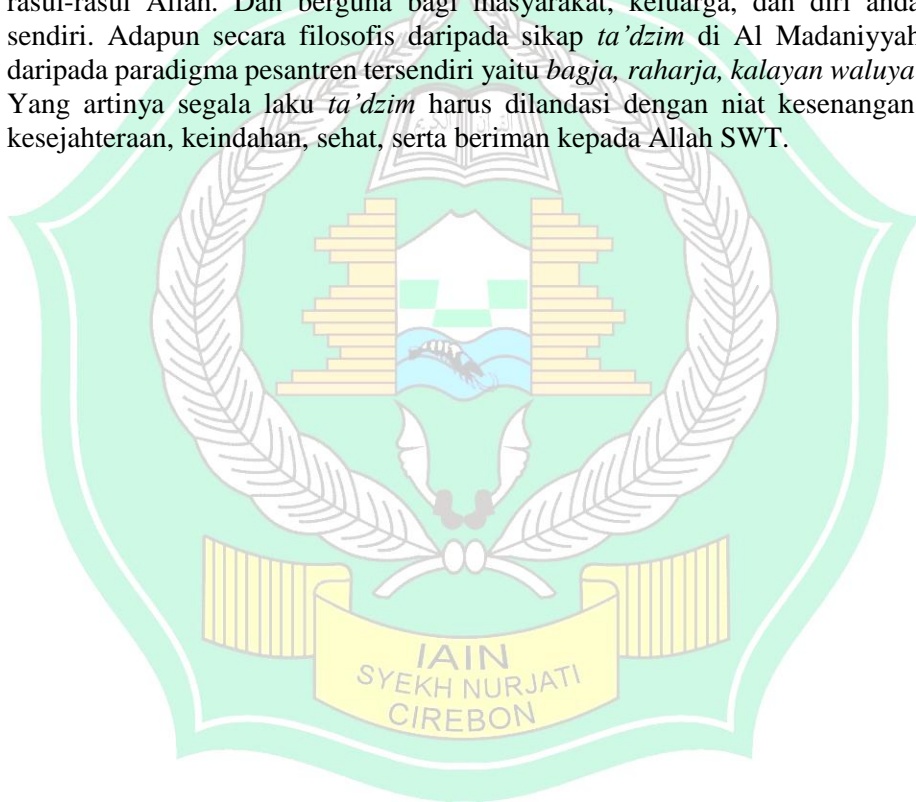 rasul-rasul Allah. Dan berguna bagi masyarakat, keluarga, dan diri anda
sendiri. Adapun secara filosofis daripada sikap ta’dzim di Al Madaniyyah
daripada paradigma pesantren tersendiri yaitu bagja, raharja, kalayan waluya
Yang artinya segala laku ta’dzim harus dilandasi dengan niat kesenangan
kesejahteraan, keindahan, sehat, serta beriman kepada Allah SWT.
IAIN
SYEKH NURJATI
CIREBON